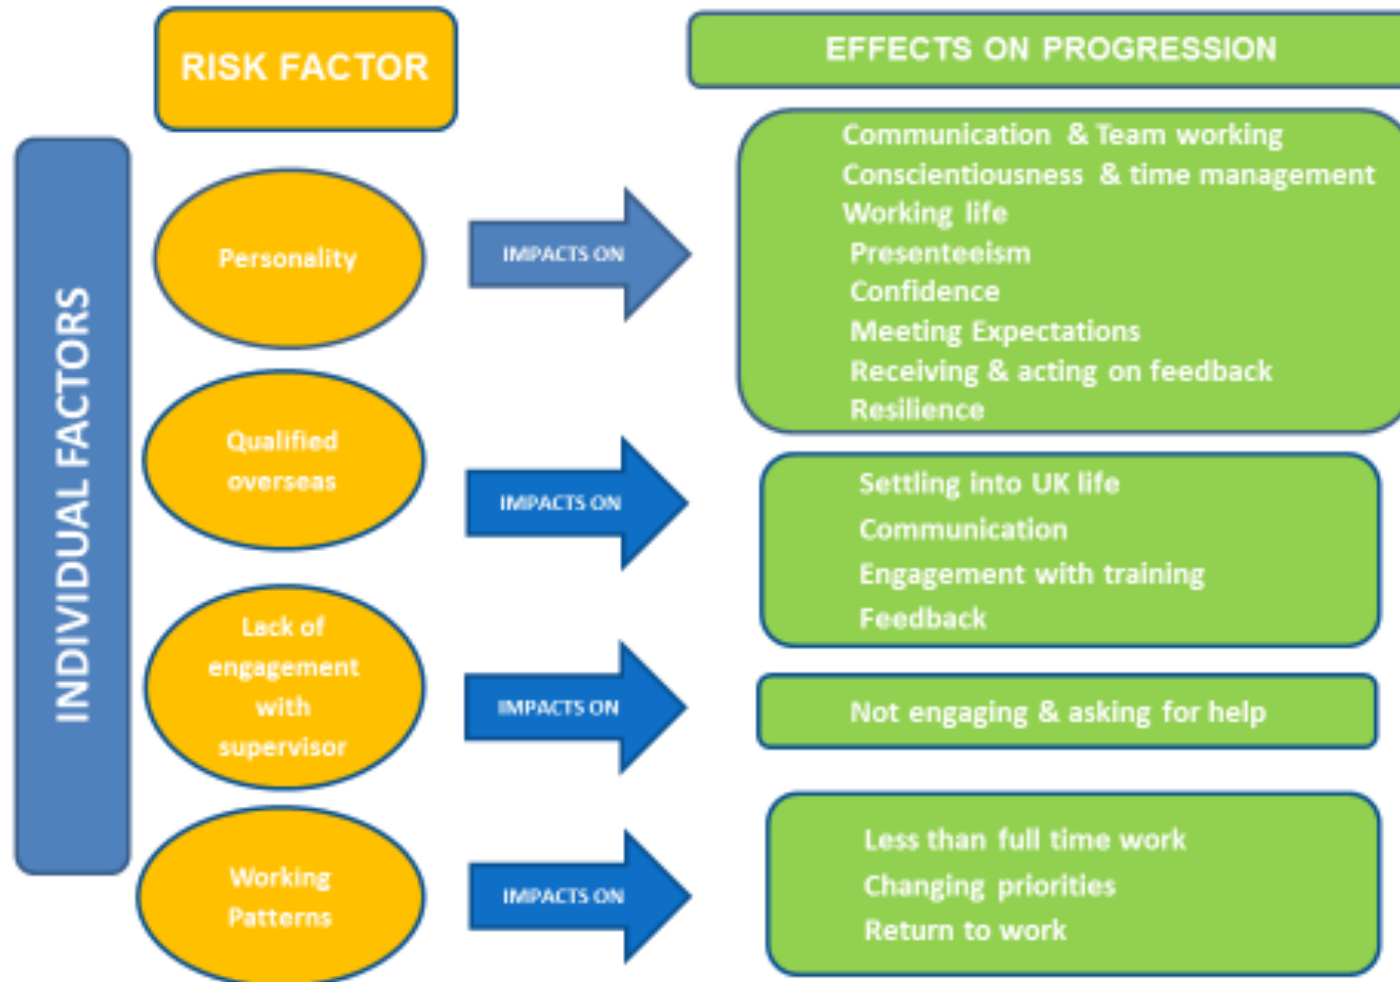 RISK FACTOR
EFFECTS ON PROGRESSION
INDIVIDUAL FACTORS
Personality
IMPACTS ON
Communication & Team working
Conscientiousness & time management
Working life
Presenteeism
Confidence
Meeting Expectations
Receiving & acting on feedback
Resilience
Qualified
overseas
IMPACTS ON
Settling into UK life
Communication
Engagement with training
Feedback
Lack of
engagement
with
supervisor
IMPACTS ON
Not engaging & asking for help
Working
Patterns
IMPACTS ON
Less than full time work
Changing priorities
Return to work